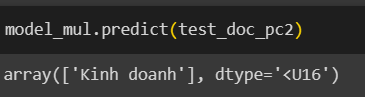 model_mul.predict(test_doc_pc2)
array(['Kinh doanh'], dtype='<U16')